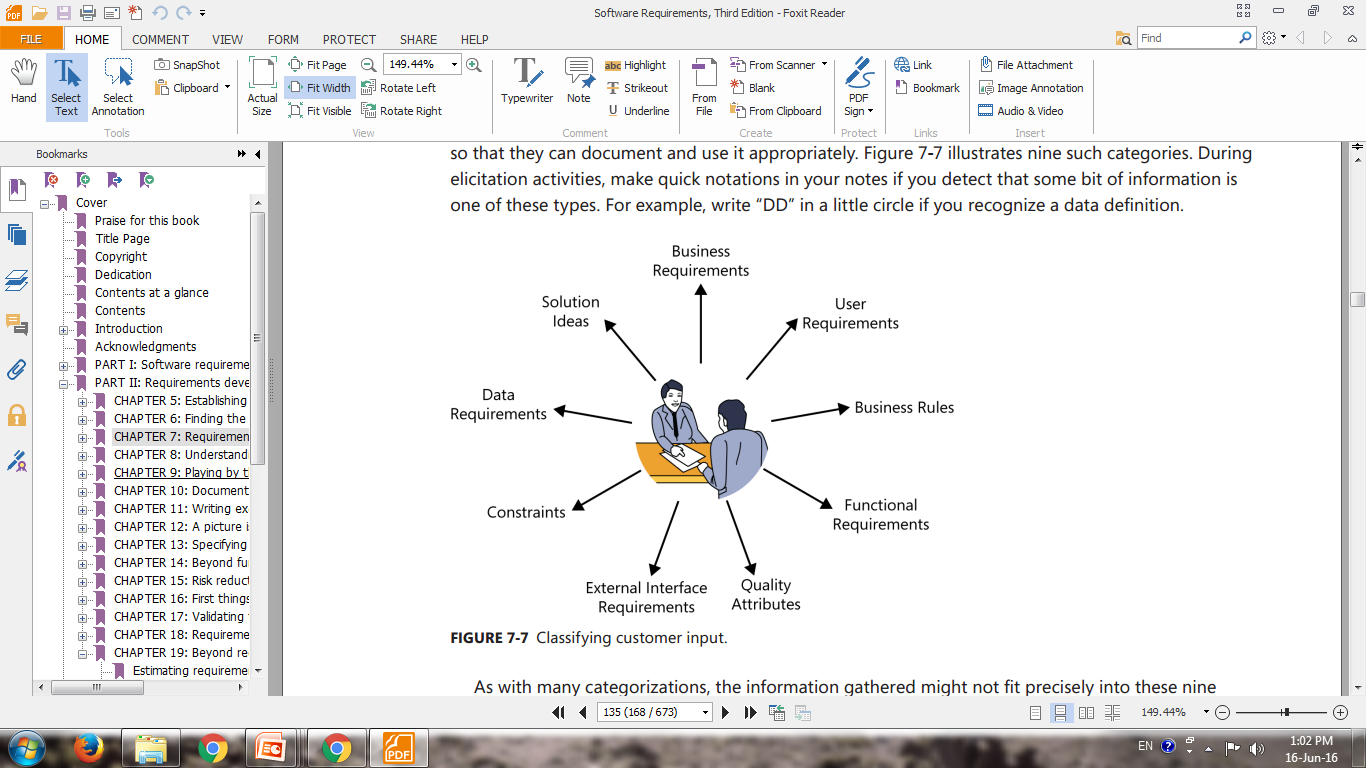 Software Requirements, Third Edition - Foxit Reader
FILE HOME COMMENT VIEW FORM PROTECT SHARE HELP
Find
Hand
Select
Text
Select
Annotation
SnapShot
Clipboard
Tools
Actual
Size
Fit Page
Fit Width
Fit Visible
149.44%
Rotate Left
Rotate Right
View
Typewriter
Note
abc Highlight
T Strikeout
U Underline
Comment
From
File
From Scanner
Blank
From Clipboard
Create
PDF
Sign
Protect
Link
Bookmark
Links
File Attachment
Image Annotation
Audio & Video
Insert
Bookmarks
Cover
Praise for this book
Title Page
Copyright
Dedication
Contents at a glance
Contents
Introduction
Acknowledgments
PART I: Software requireme
PART II: Requirements deve
CHAPTER 5: Establishing
CHAPTER 6: Finding the
CHAPTER 7: Requiremen
CHAPTER 8: Understand
CHAPTER 9: Playing by t
CHAPTER 10: Document
CHAPTER 11: Writing exc
CHAPTER 12: A picture i
CHAPTER 13: Specifying
CHAPTER 14: Beyond fu
CHAPTER 15: Risk reduct
CHAPTER 16: First things
CHAPTER 17: Validating
CHAPTER 18: Requireme
CHAPTER 19: Beyond re
Estimating requiremen
so that they can document and use it appropriately. Figure 7-7 illustrates nine such categories. During
elicitation activities, make quick notations in your notes if you detect that some bit of information is
one of these types. For example, write “DD” in a little circle if you recognize a data definition.
Business
Requirements
Solution
Ideas
User
Requirements
Data
Requirements
Business Rules
Constraints
Functional
Requirements
External Interface
Requirements
Quality
Attributes
FIGURE 7-7 Classifying customer input.
As with many categorizations, the information gathered might not fit precisely into these nine
135 (168 / 673)
149.44%
EN
1:02 PM
16-Jun-16